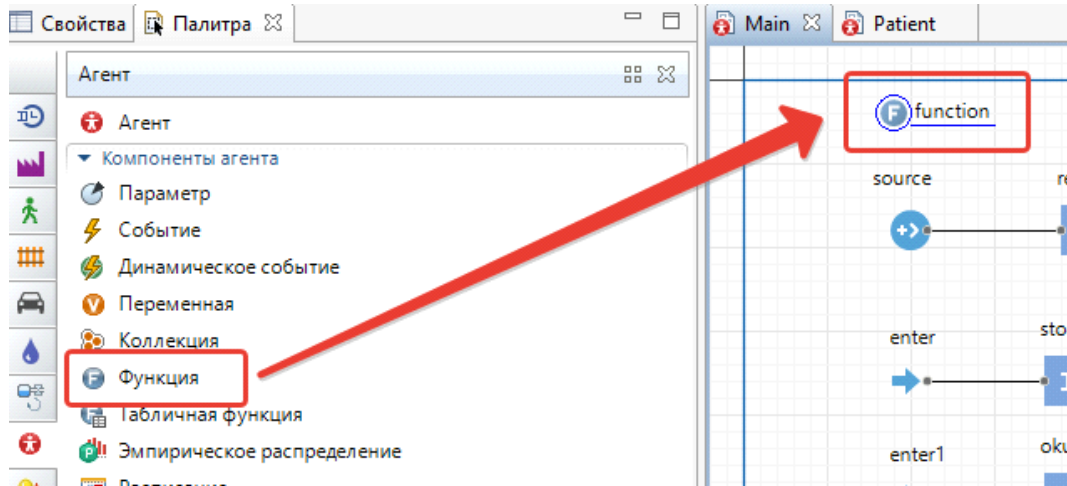 Свойства
Палитра
Main
Patient
Агент
Агент
Компоненты агента
Параметр
Событие
Динамическое событие
Переменная
Коллекция
Функция
Табличная функция
Эмпирическое распределение
function
source
enter
enter1